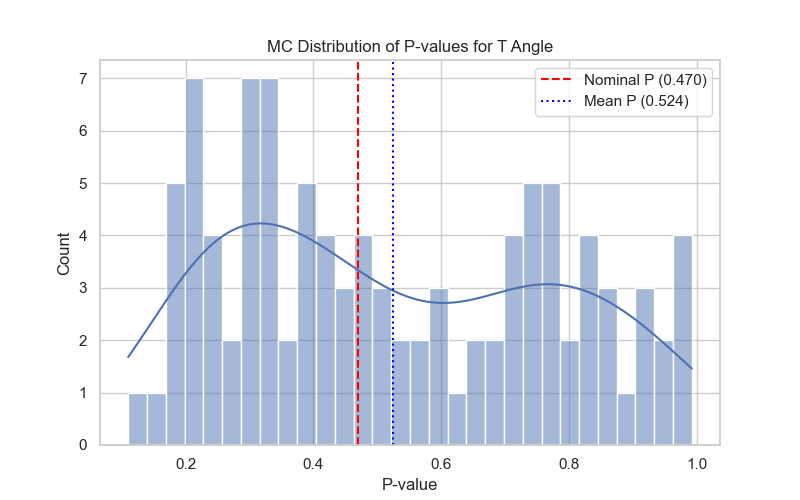 MC Distribution of P-values for T Angle
Nominal P (0.470)
Mean P (0.524)
Count
7
6
5
4
3
2
1
0
0.2 0.4 0.6 0.8 1.0
P-value